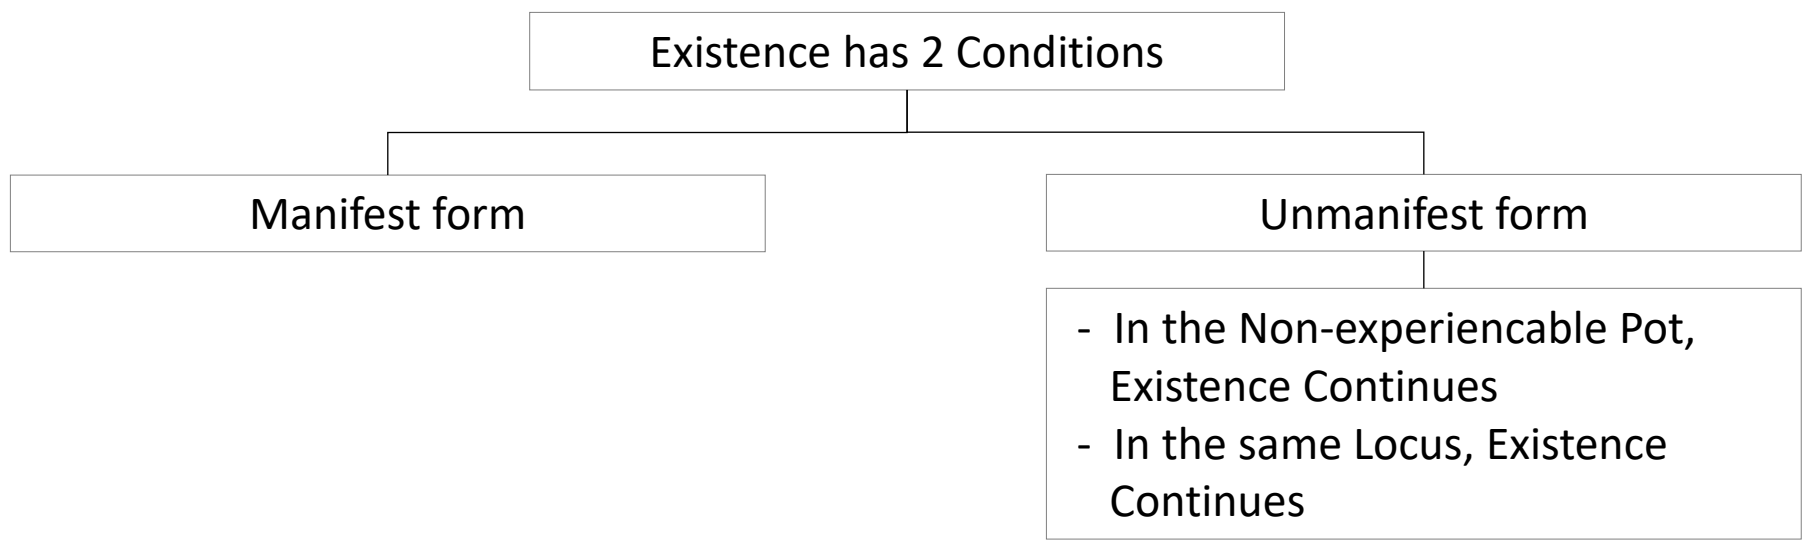 Existence has 2 Conditions
Manifest form
Unmanifest form
- In the Non-experiencable Pot,
Existence Continues
- In the same Locus, Existence
Continues